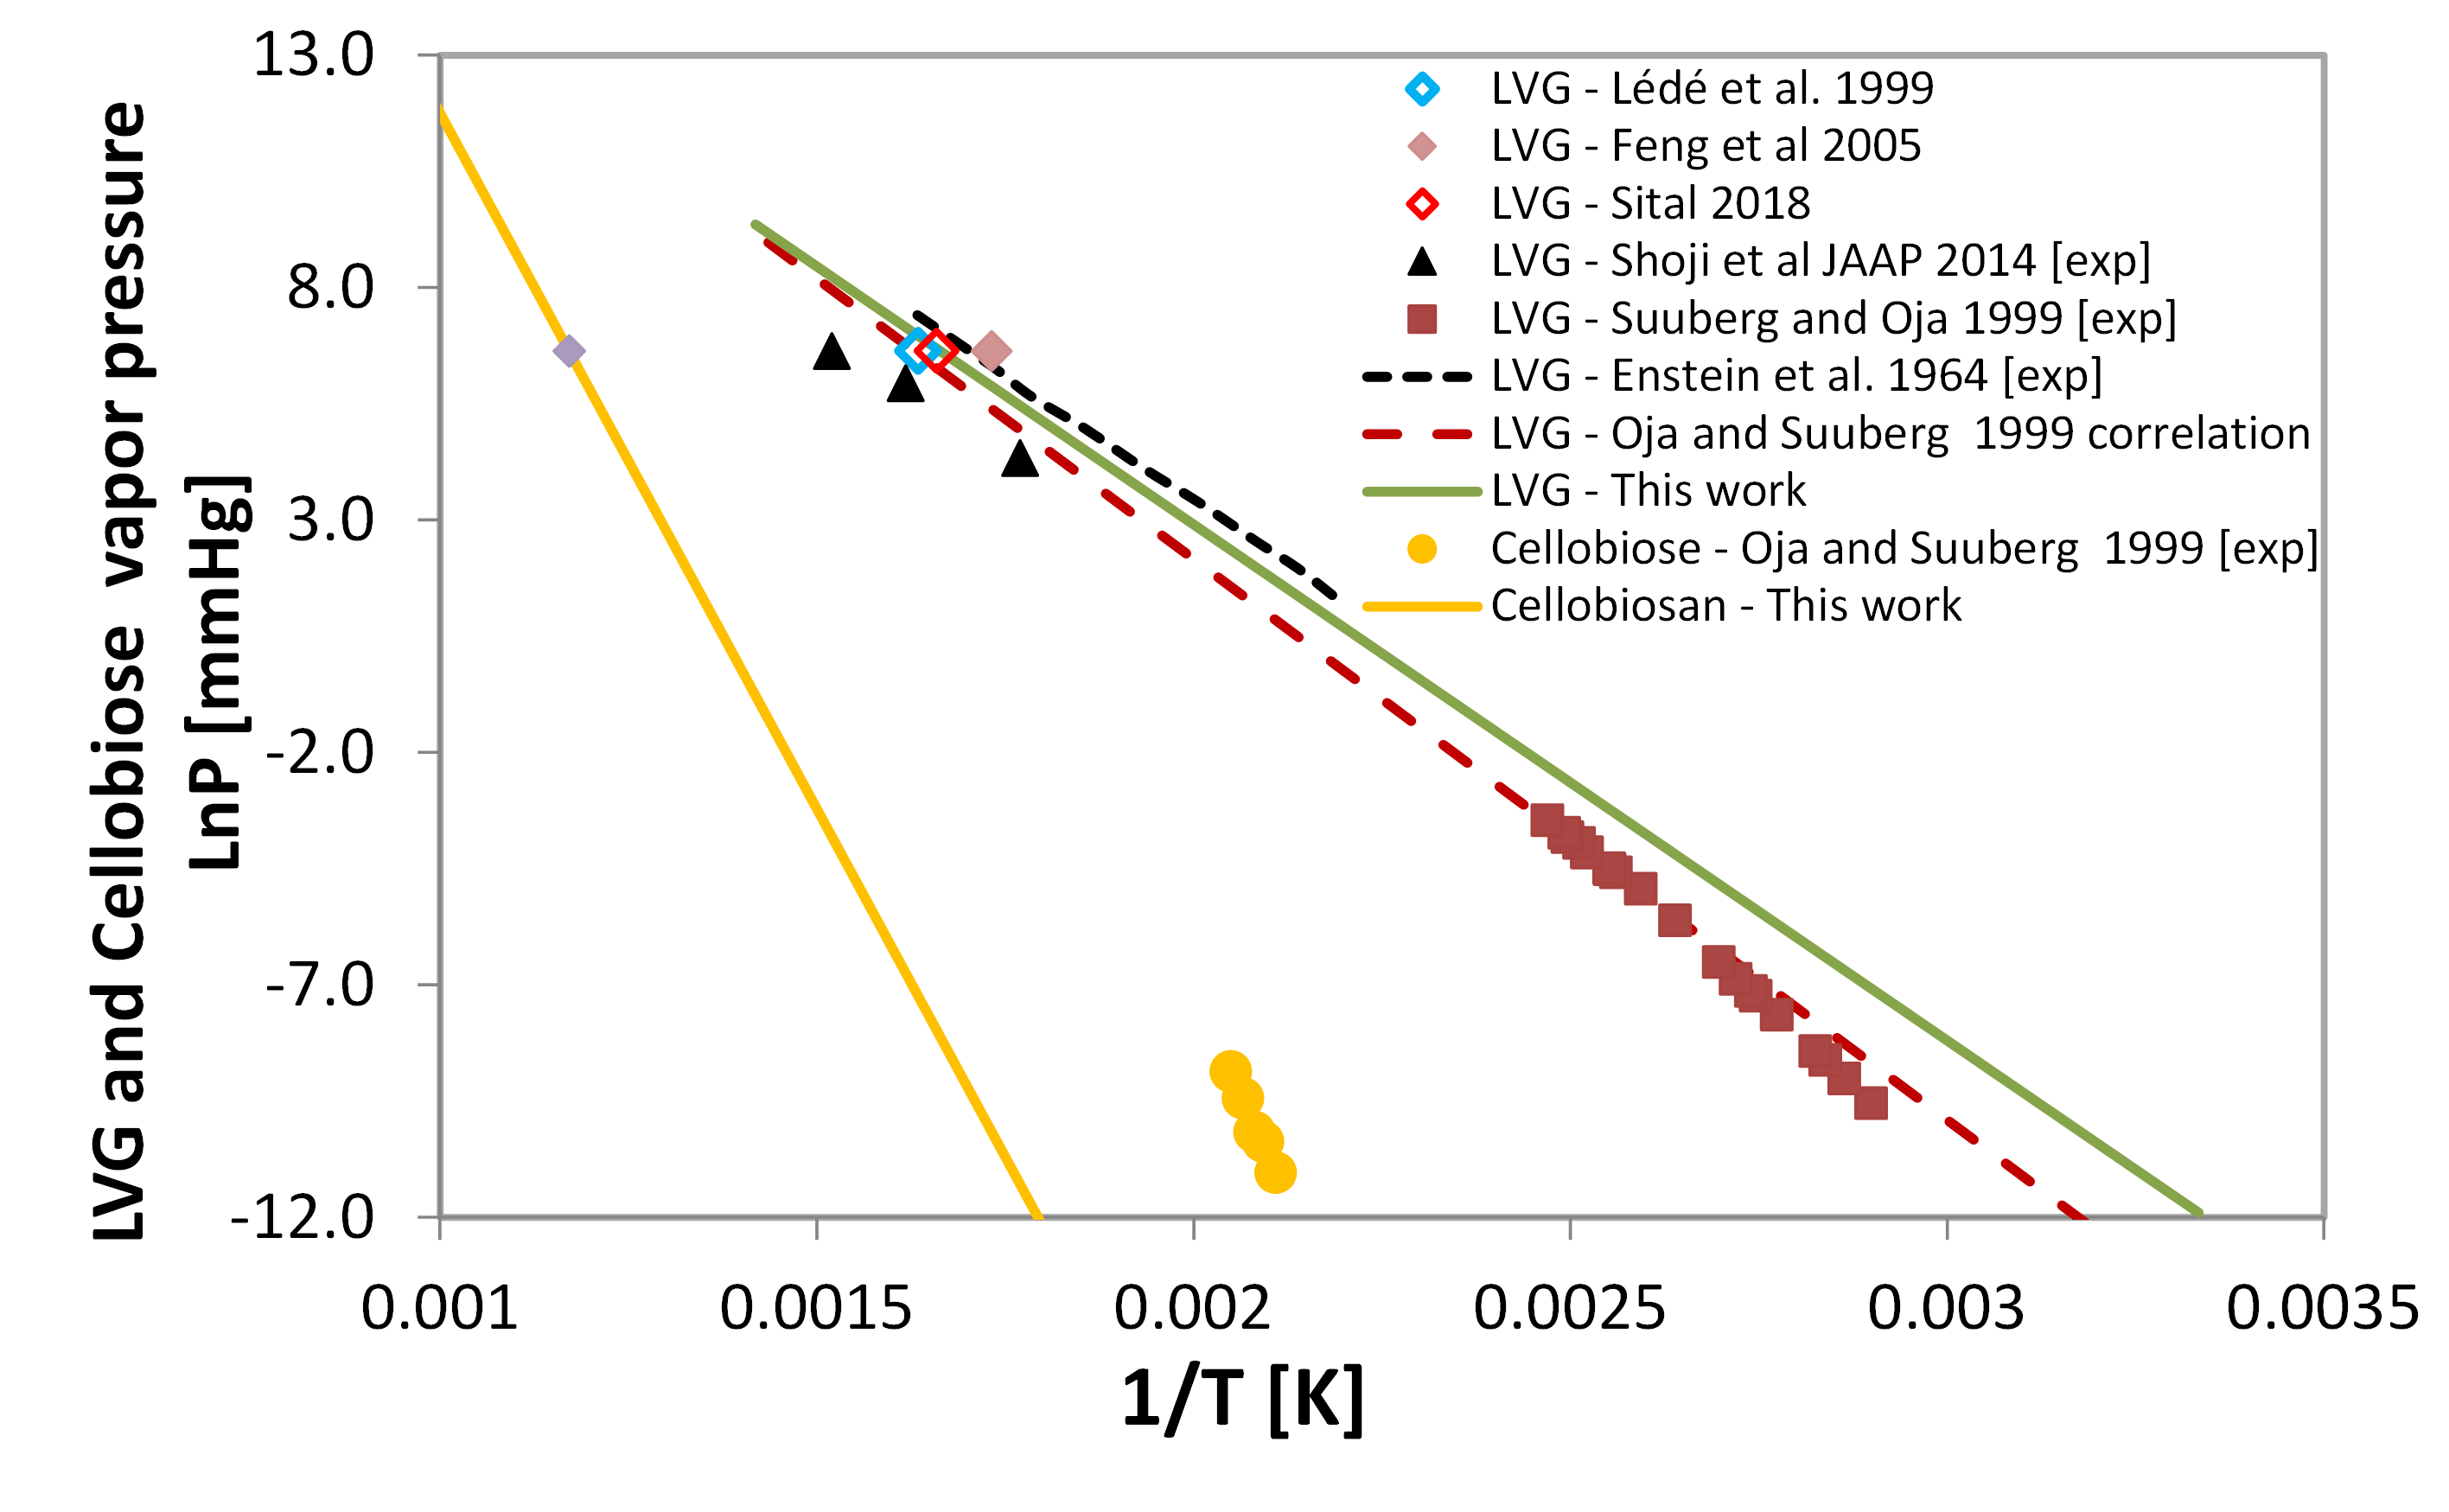 LVG and Cellobiose vapor pressure
LnP [mmHg]
13.0
8.0
3.0
-2.0
-7.0
-12.0
LVG - Lédé et al. 1999
LVG - Feng et al 2005
LVG - Sital 2018
LVG - Shoji et al JAAP 2014 [exp]
LVG - Suuberg and Oja 1999 [exp]
LVG - Enstein et al. 1964 [exp]
LVG - Oja and Suuberg  1999 correlation
LVG - This work
Cellobiose - Oja and Suuberg  1999 [exp]
Cellobiosan - This work
0.001
0.0015
0.002
0.0025
0.003
0.0035
1/T [K]